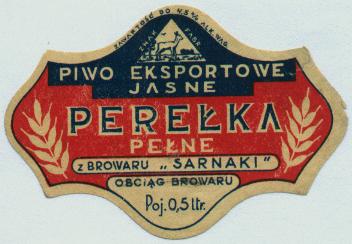 ZAWARTOŚĆ DO 4,5% ALK. WAG.
ZNAK FABR.
PIWO EKSPORTOWE
JASNE
PEREŁKA
PEŁNE
z BROWARU „SARNAKI"
OBCIĄG BROWARU
Poj. 0,5 ltr.